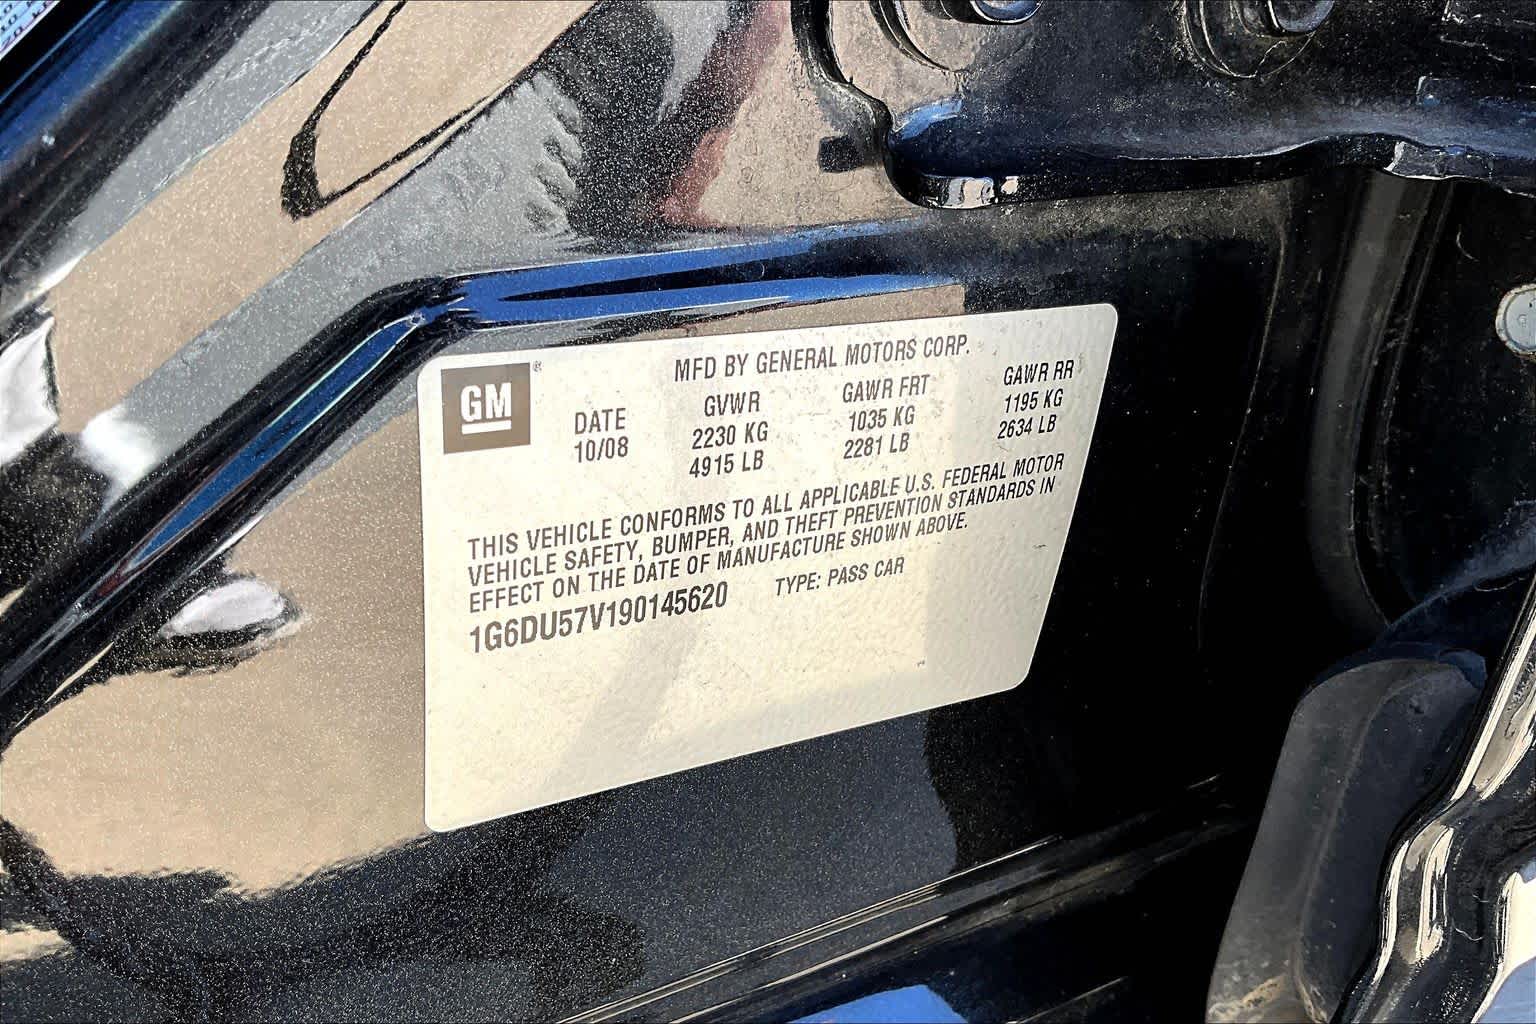 GM
MFD BY GENERAL MOTORS CORP.
DATE GVWR GAWR FRT GAWR RR
10/08 2230 KG 1035 KG 1195 KG
4915 LB 2281 LB 2634 LB
THIS VEHICLE CONFORMS TO ALL APPLICABLE U.S. FEDERAL MOTOR
VEHICLE SAFETY, BUMPER, AND THEFT PREVENTION STANDARDS IN
EFFECT ON THE DATE OF MANUFACTURE SHOWN ABOVE.
1G6DU57V190145620 TYPE: PASS CAR